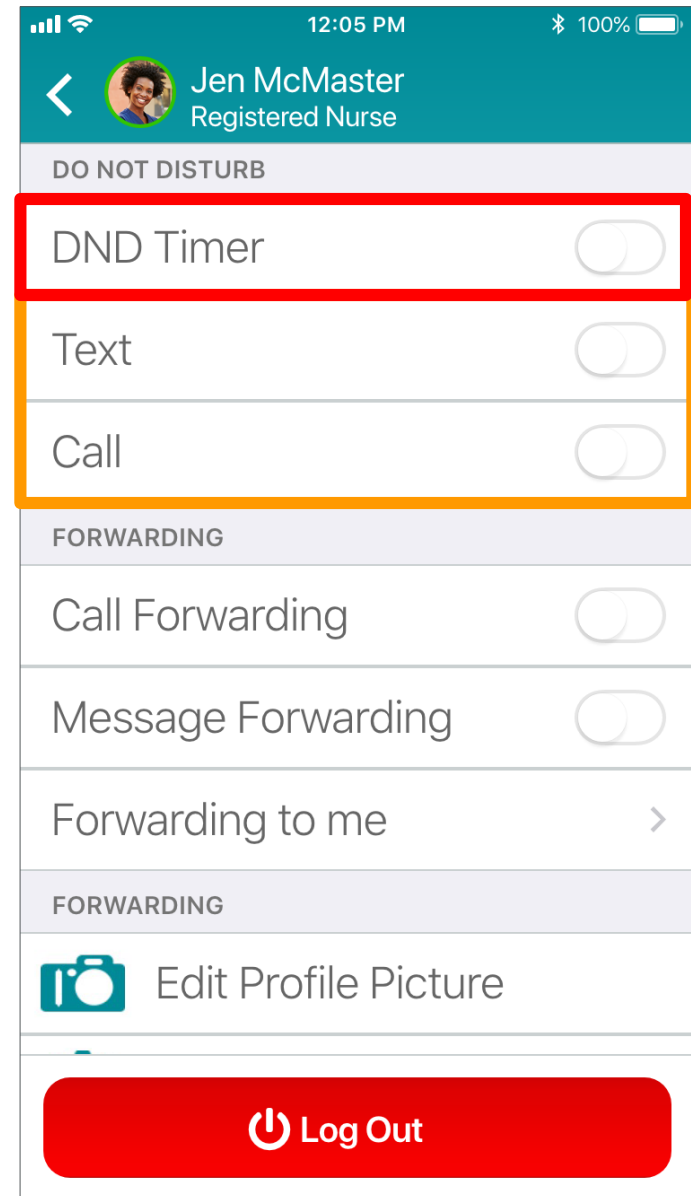 12:05 PM
100%
Jen McMaster
Registered Nurse
DO NOT DISTURB
DND Timer
Text
Call
FORWARDING
Call Forwarding
Message Forwarding
Forwarding to me
FORWARDING
Edit Profile Picture
Log Out